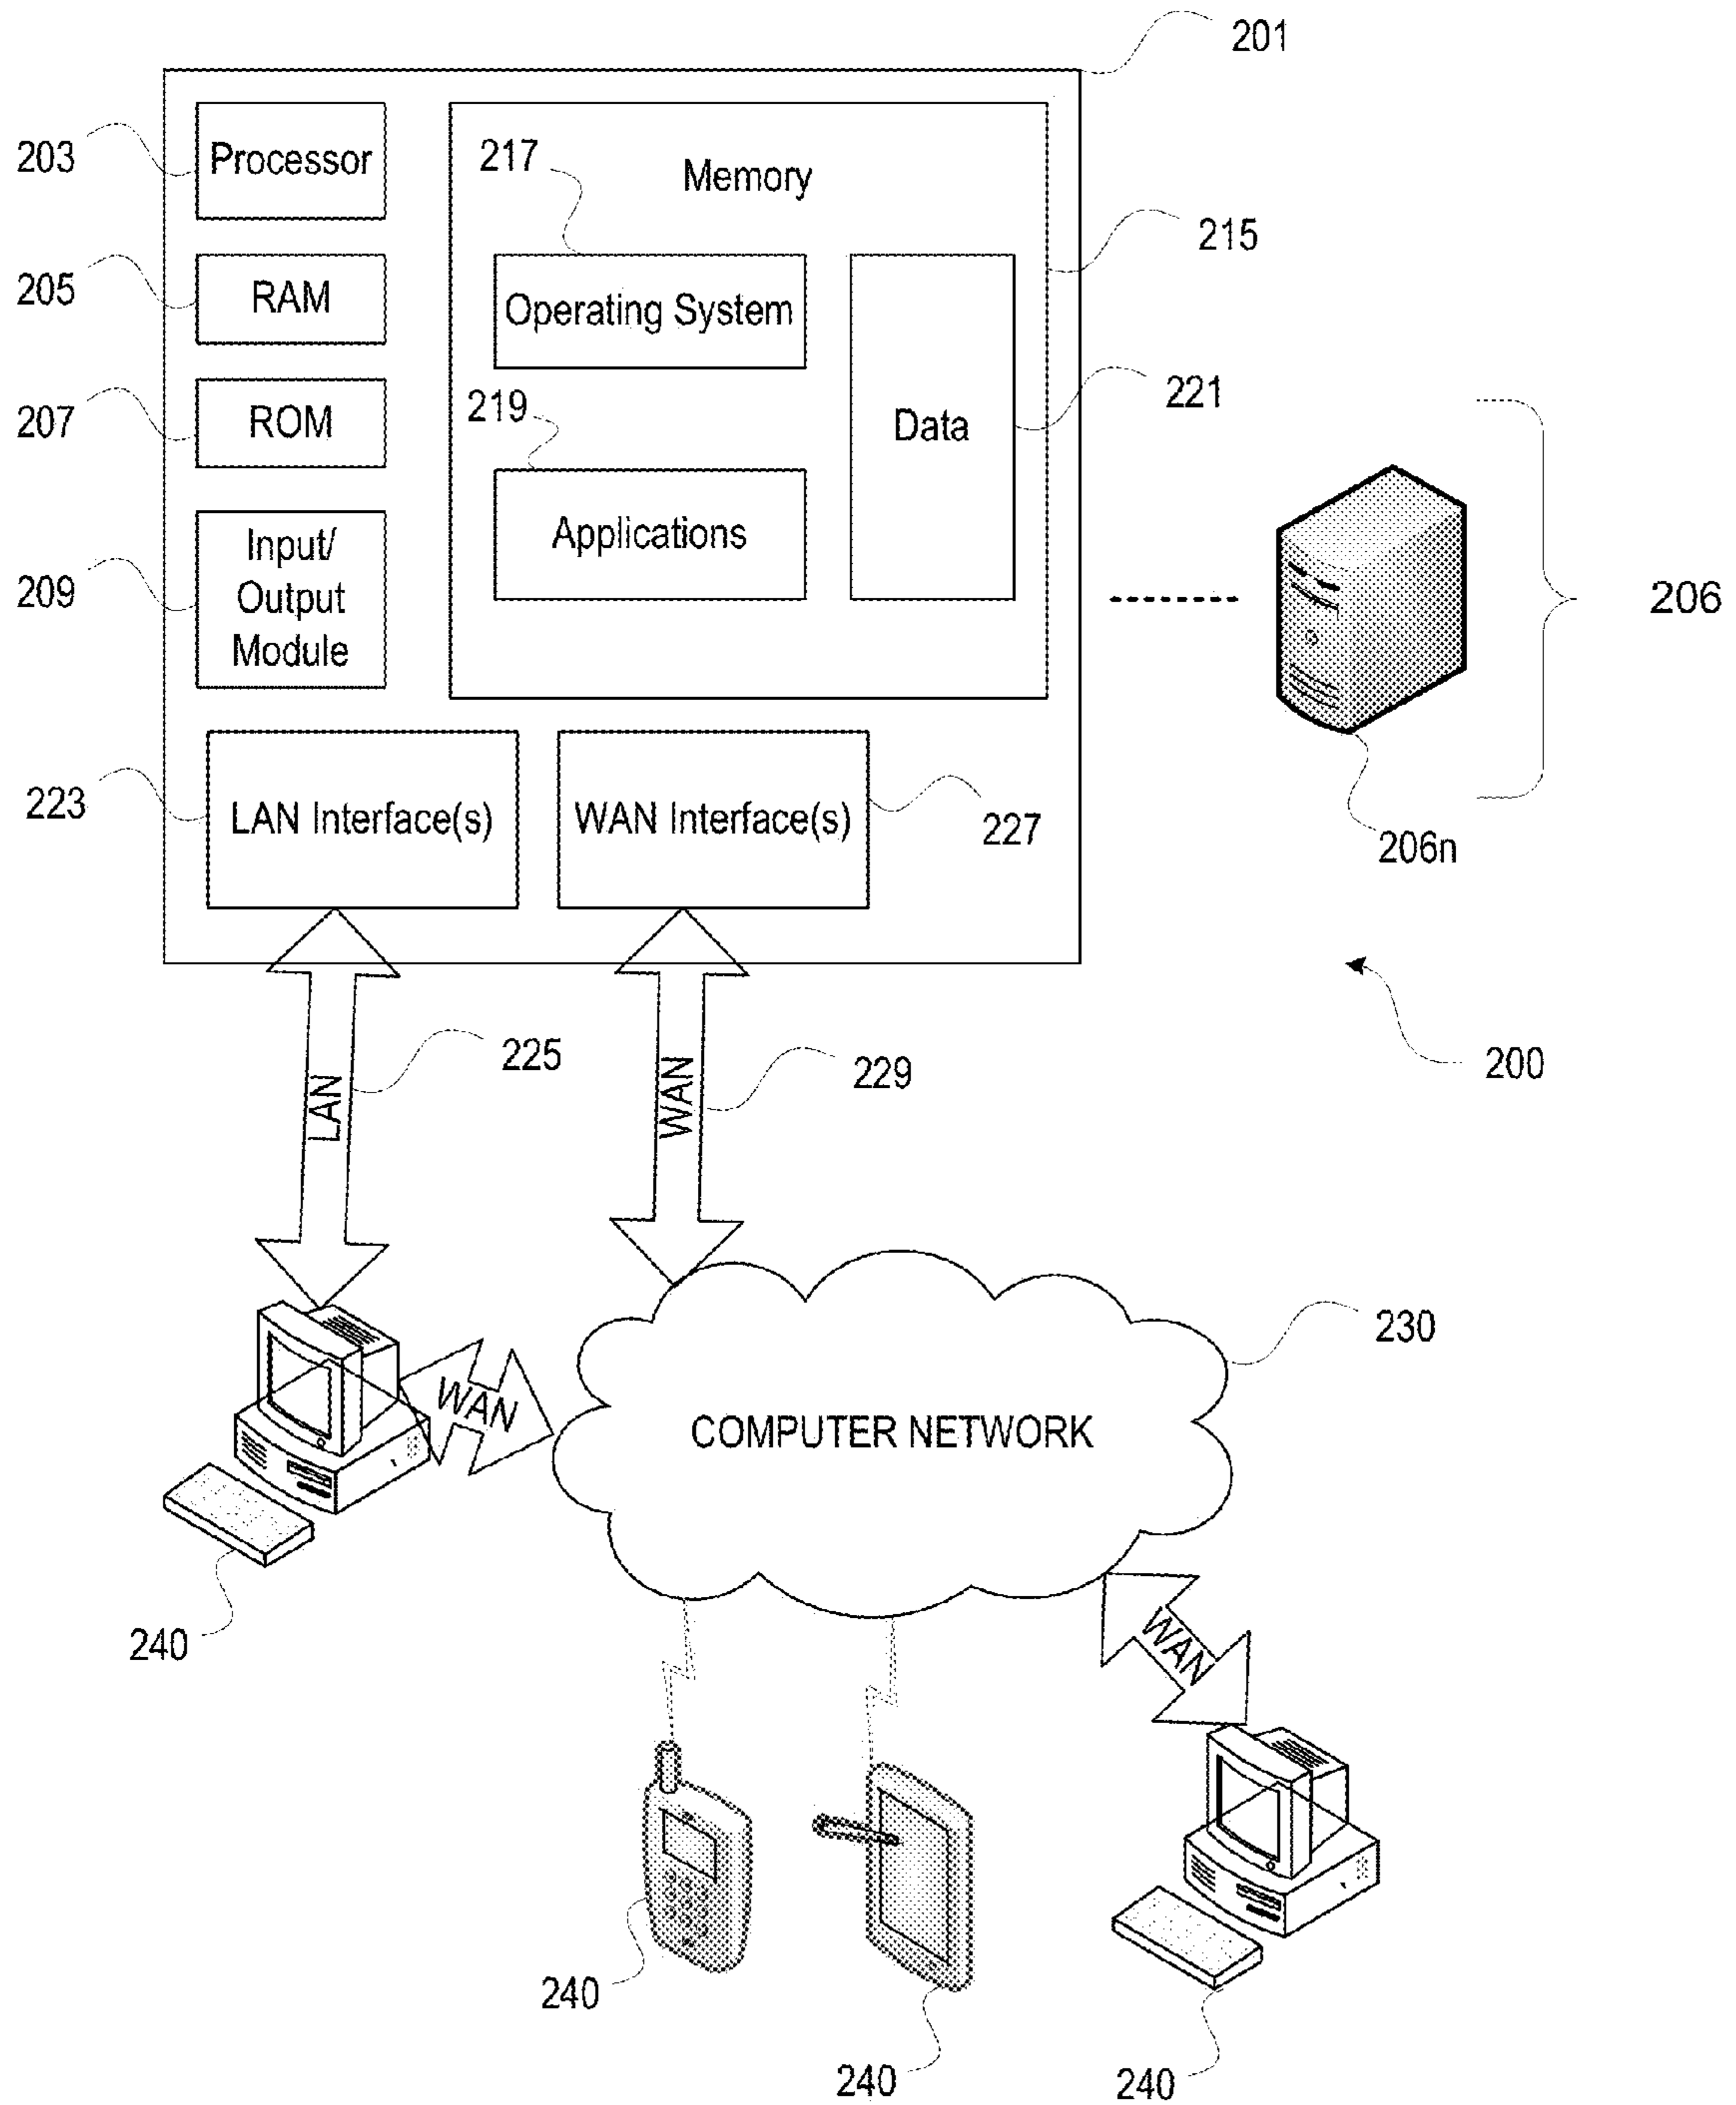 201
203
Processor
217
Memory
215
205
RAM
Operating System
207
ROM
219
Data
221
Applications
209
Input/
Output
Module
206
223
LAN Interface(s)
WAN Interface(s)
227
206n
LAN
225
WAN
229
200
230
WAN
COMPUTER NETWORK
240
WAN
240
240
240